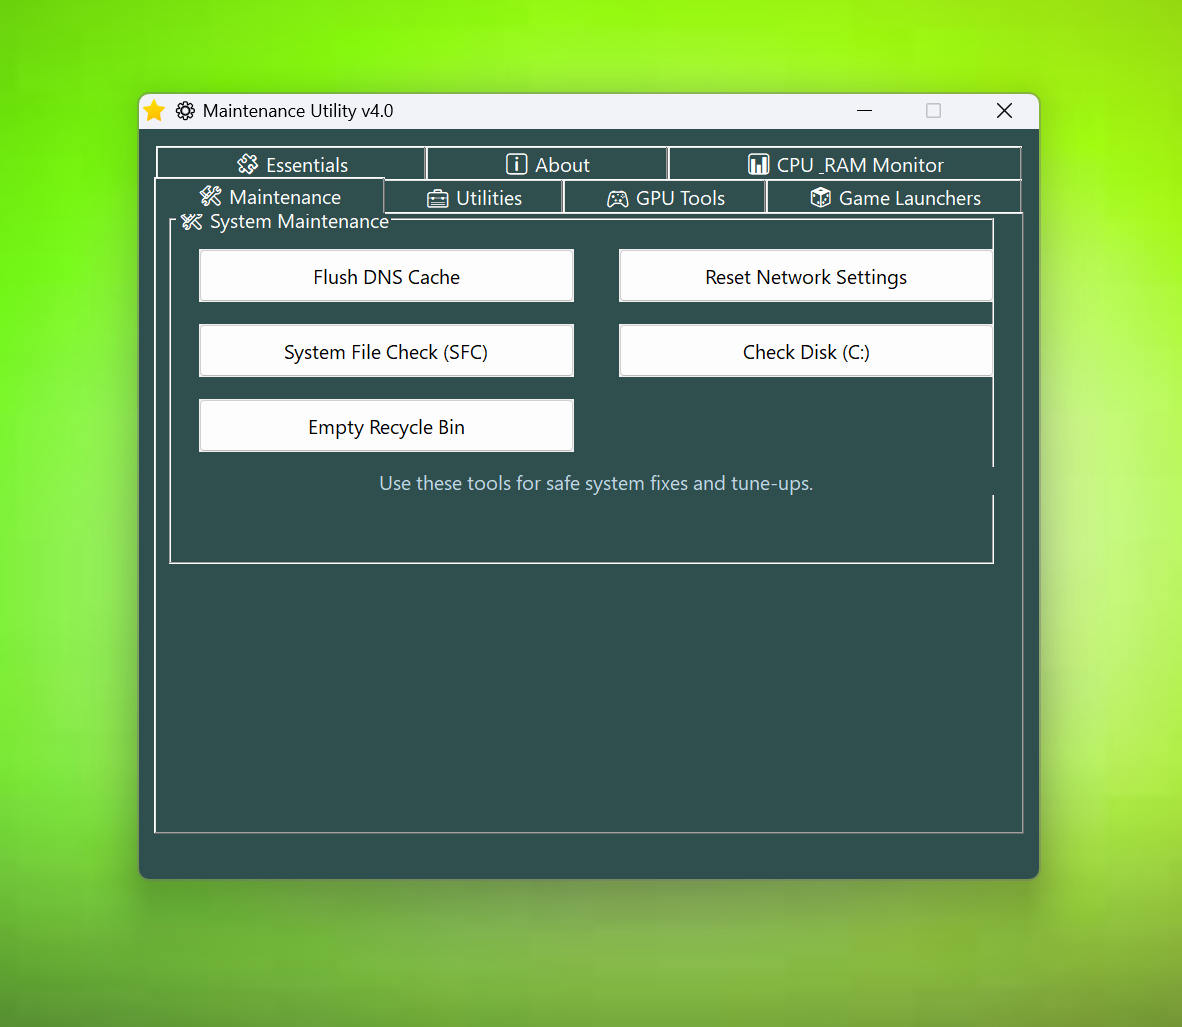 Maintenance Utility v4.0
Essentials
About
CPU _RAM Monitor
Maintenance
Utilities
GPU Tools
Game Launchers
System Maintenance
Flush DNS Cache
Reset Network Settings
System File Check (SFC)
Check Disk (C:)
Empty Recycle Bin
Use these tools for safe system fixes and tune-ups.